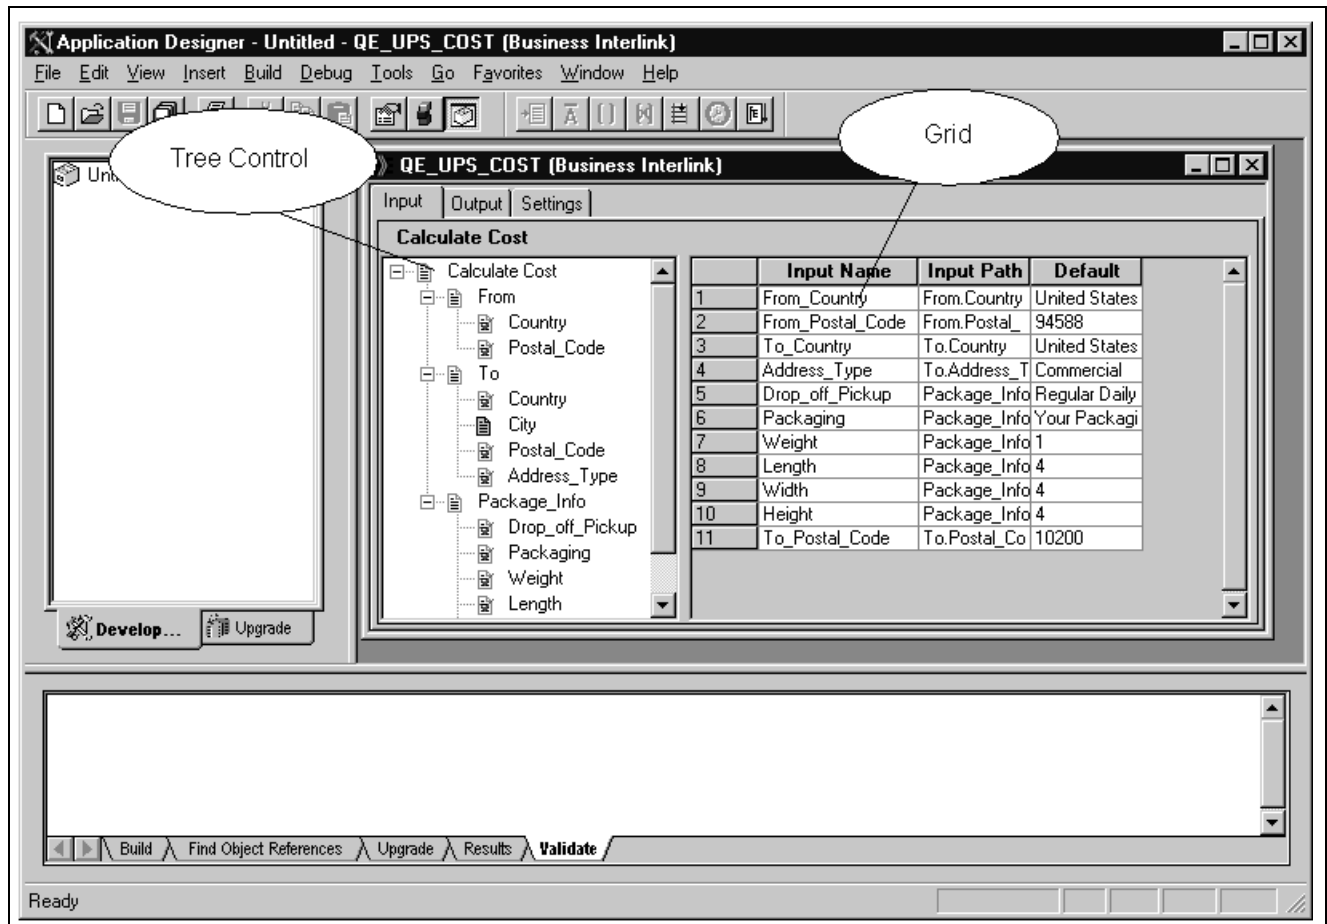 Application Designer - Untitled - QE_UPS_COST (Business Interlink)
File Edit View Insert Build Debug Tools Go Favorites Window Help
Tree Control
Grid
QE_UPS_COST (Business Interlink)
Input Output Settings
Calculate Cost
Calculate Cost
From
Country
Postal_Code
To
Country
City
Postal_Code
Address_Type
Package_Info
Drop_off_Pickup
Packaging
Weight
Length
Input Name Input Path Default
1 From_Country From.Country United States
2 From_Postal_Code From.Postal_ 94588
3 To_Country To.Country United States
4 Address_Type To.Address_T Commercial
5 Drop_off_Pickup Package_Info Regular Daily
6 Packaging Package_Info Your Packagi
7 Weight Package_Info 1
8 Length Package_Info 4
9 Width Package_Info 4
10 Height Package_Info 4
11 To_Postal_Code To.Postal_Co 10200
Develop... Upgrade
Build Find Object References Upgrade Results Validate
Ready